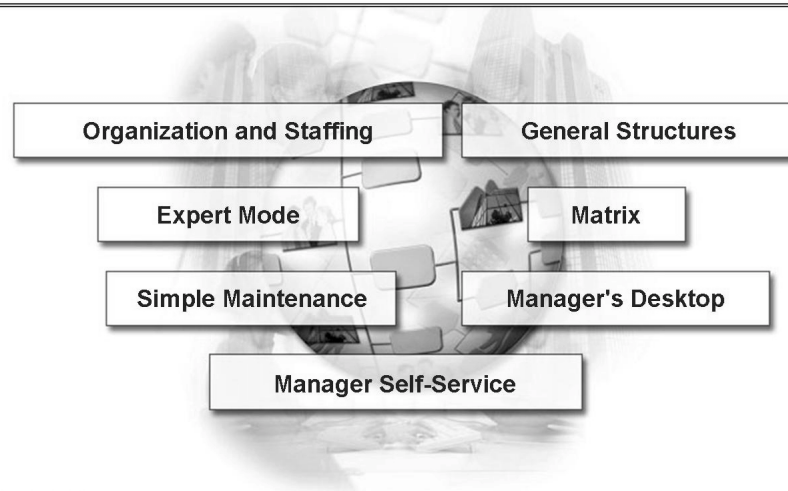 Organization and Staffing
General Structures
Expert Mode
Matrix
Simple Maintenance
Manager's Desktop
Manager Self-Service